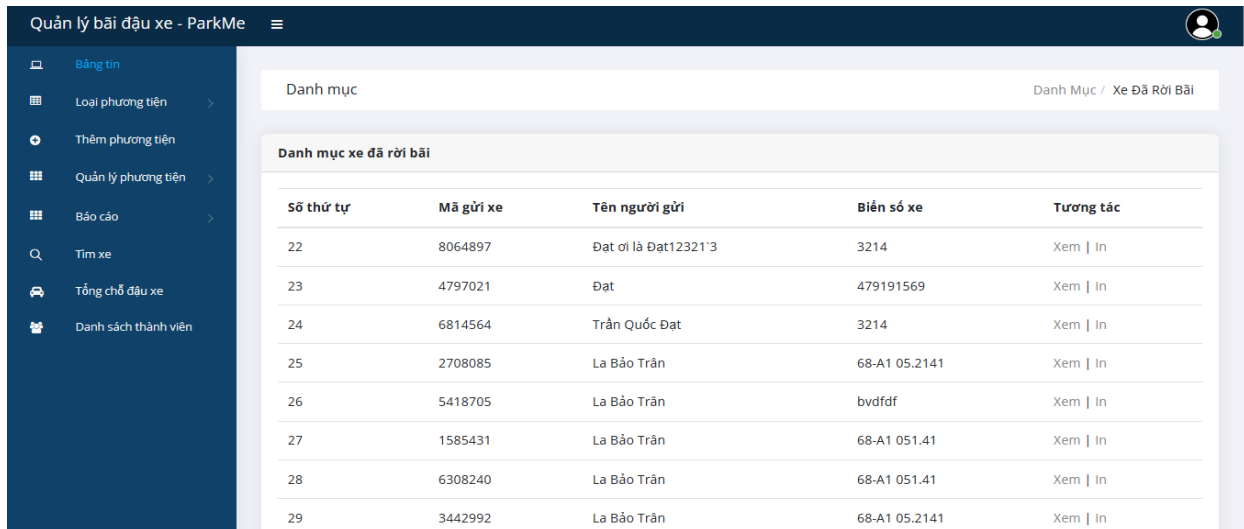 Quản lý bãi đậu xe - ParkMe
Bảng tin
Loại phương tiện
Thêm phương tiện
Quản lý phương tiện
Báo cáo
Tìm xe
Tổng chỗ đậu xe
Danh sách thành viên
Danh mục
Danh Mục / Xe Đã Rời Bãi
Danh mục xe đã rời bãi
Số thứ tự Mã gửi xe Tên người gửi Biển số xe Tương tác
22 8064897 Đạt ơi là Đạt12321`3 3214 Xem | In
23 4797021 Đạt 479191569 Xem | In
24 6814564 Trần Quốc Đạt 3214 Xem | In
25 2708085 La Bảo Trân 68-A1 05.2141 Xem | In
26 5418705 La Bảo Trân bvdfdf Xem | In
27 1585431 La Bảo Trân 68-A1 051.41 Xem | In
28 6308240 La Bảo Trân 68-A1 051.41 Xem | In
29 3442992 La Bảo Trân 68-A1 05.2141 Xem | In